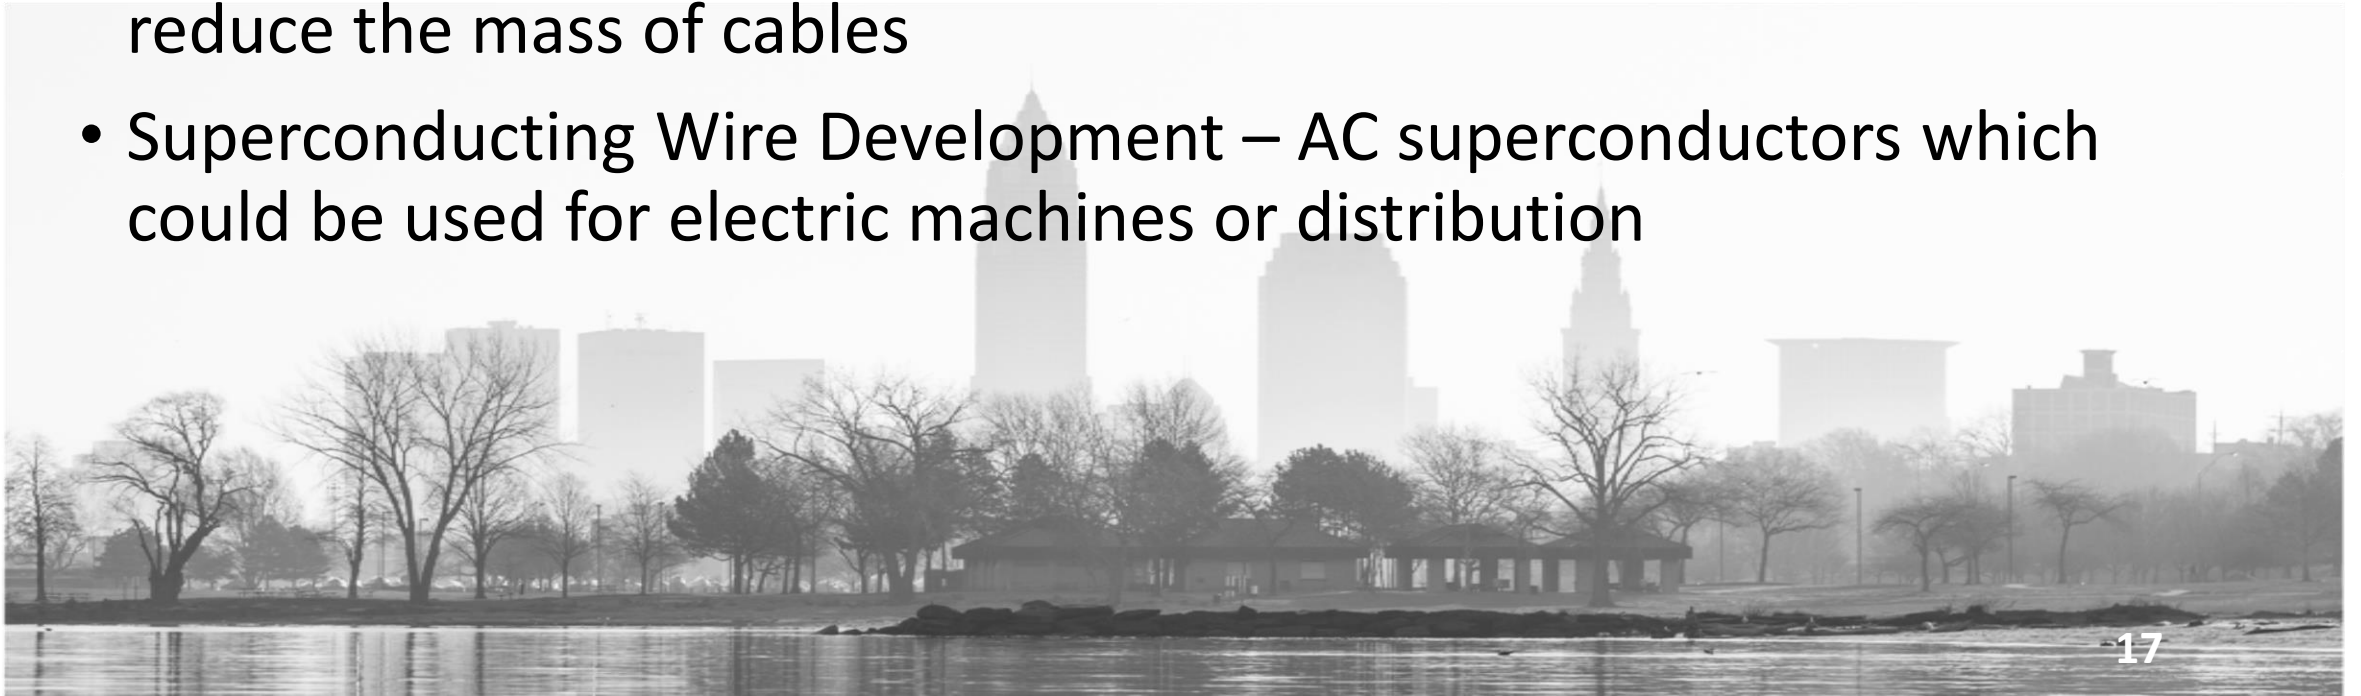 reduce the mass of cables
• Superconducting Wire Development – AC superconductors which
could be used for electric machines or distribution
17